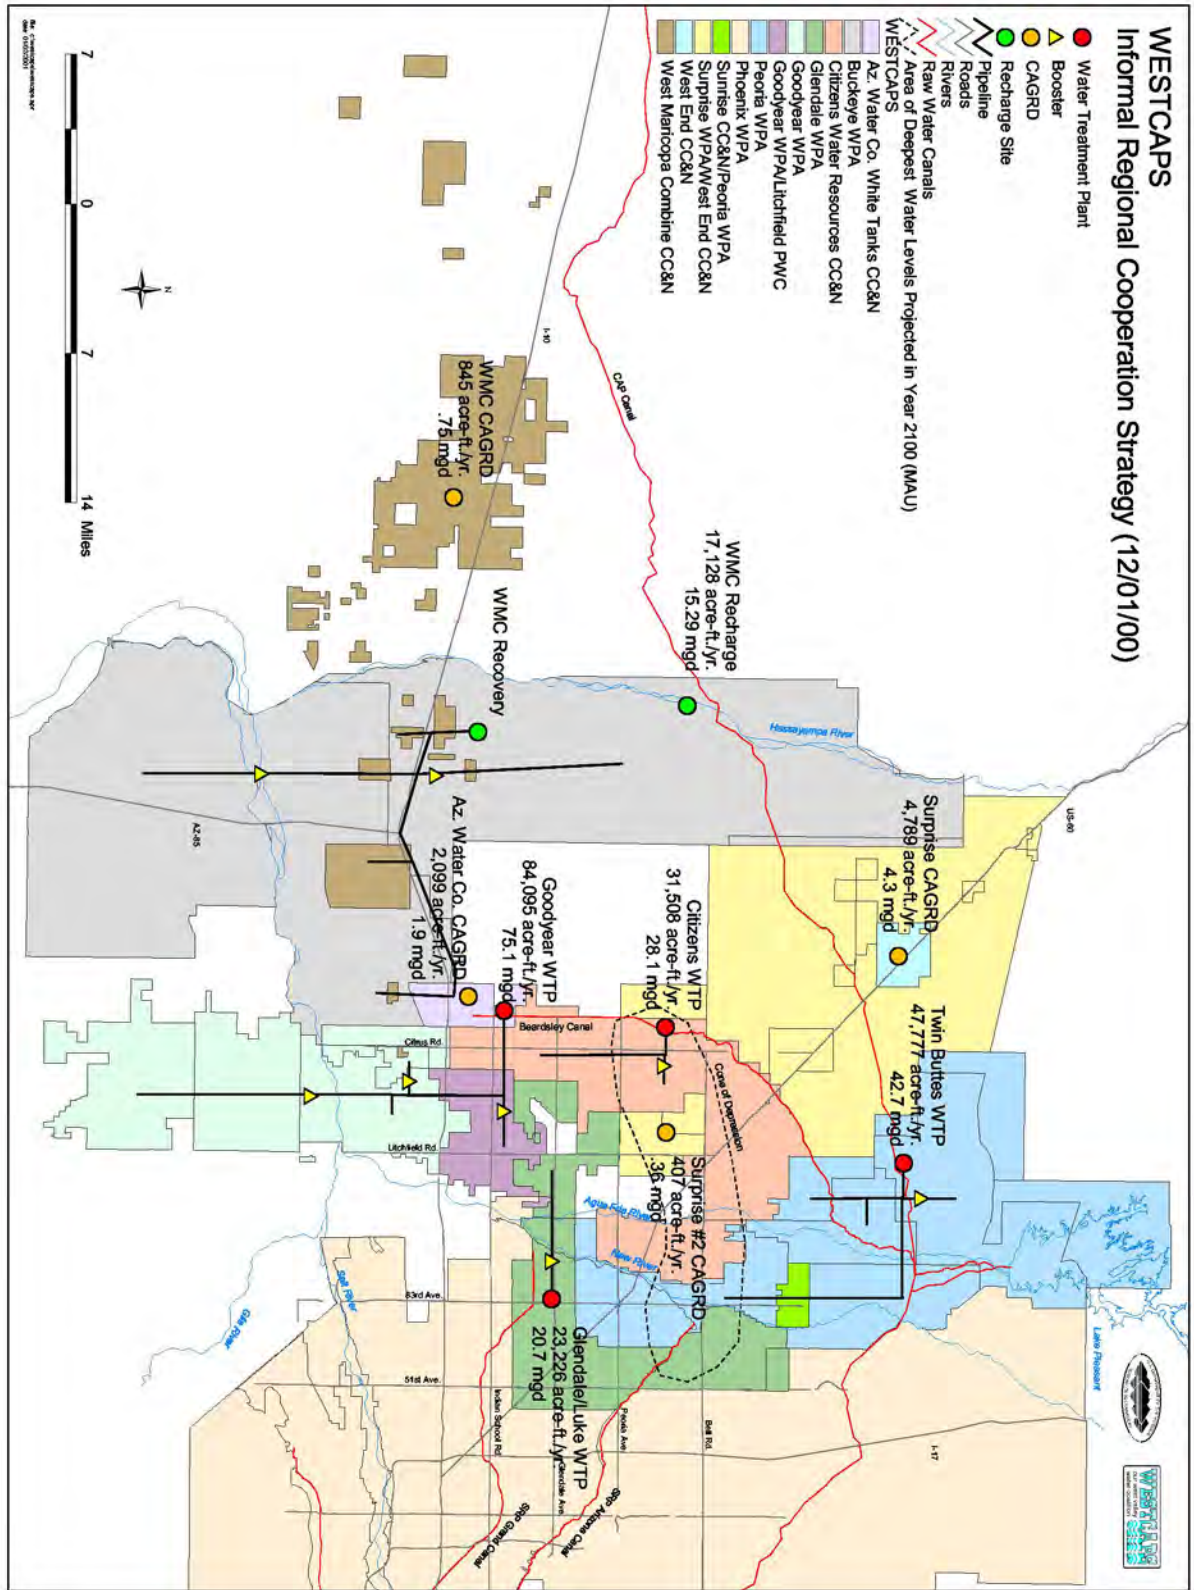 WESTCAPS
Informal Regional Cooperation Strategy (12/01/00)
Water Treatment Plant
Booster
CAGRD
Recharge Site
Pipeline
Roads
Rivers
Raw Water Canals
Area of Deepest Water Levels Projected in Year 2100 (MAU)
WESTCAPS
Az. Water Co. White Tanks CC&N
Buckeye WPA
Citizens Water Resources CC&N
Glendale WPA
Goodyear WPA
Goodyear WPA/Litchfield PWC
Peoria WPA
Phoenix WPA
Sunrise CC&N/Peoria WPA
Surprise WPA/West End CC&N
West End CC&N
West Maricopa Combine CC&N
US-60
Hassayampa River
Surprise CAGRD
4,789 acre-ft./yr.
4.3 mgd
Twin Buttes WTP
47,777 acre-ft./yr.
42.7 mgd
Lake Pleasant
I-17
CAP Canal
WMC Recharge
17,128 acre-ft./yr.
15.29 mgd
Citizens WTP
31,508 acre-ft./yr.
28.1 mgd
Cone of Depression
Surprise #2 CAGRD
407 acre-ft./yr.
.36 mgd
Bell Rd.
Beardsley Canal
Agua Fria River
New River
Peoria Ave.
SRP Arizona Canal
I-10
WMC CAGRD
845 acre-ft./yr.
.75 mgd
WMC Recovery
Goodyear WTP
84,095 acre-ft./yr.
75.1 mgd
Glendale/Luke WTP
23,226 acre-ft./yr.
20.7 mgd
Glendale Ave.
Indian School Rd.
SRP Grand Canal
Az. Water Co. CAGRD
2,099 acre-ft./yr.
1.9 mgd
Citrus Rd.
Litchfield Rd.
83rd Ave.
51st Ave.
AZ-85
Salt River
Gila River
N
7 0 7 14 Miles
WESTCAPS
our west valley
water coalition